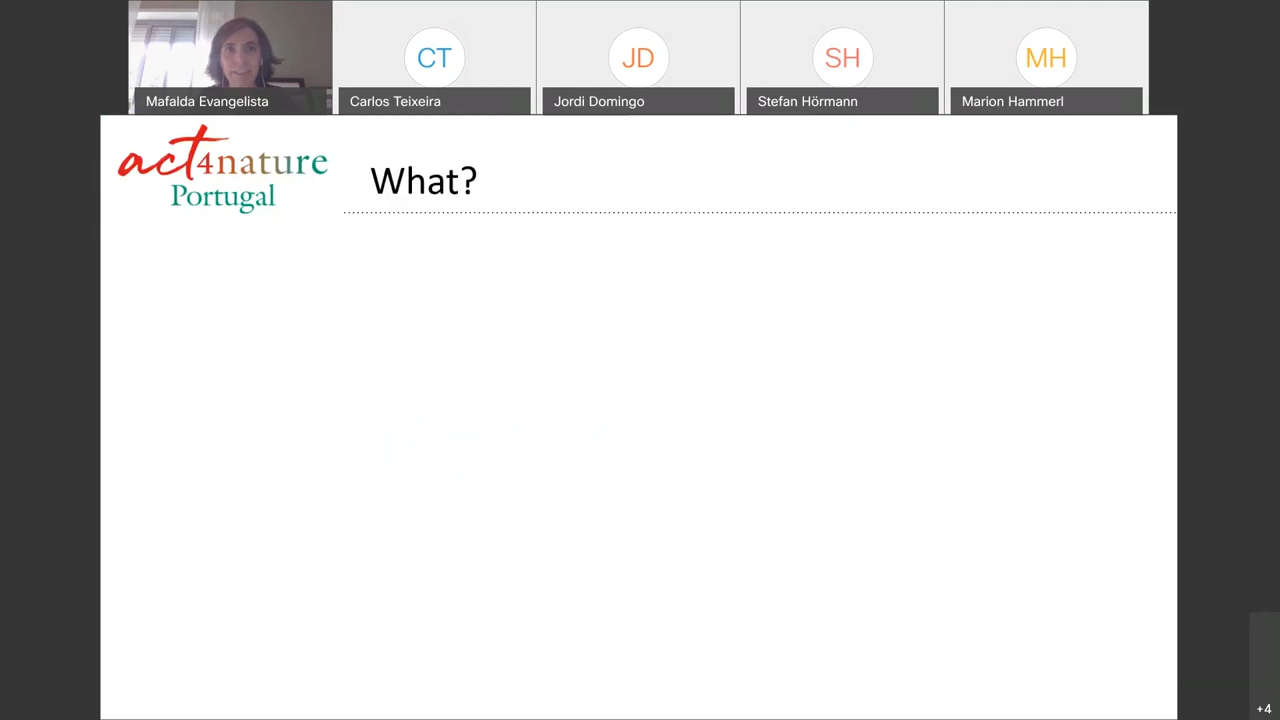 CT
JD
SH
MH
Mafalda Evangelista
Carlos Teixeira
Jordi Domingo
Stefan Hörmann
Marion Hammerl
act4nature
Portugal
What?
+4